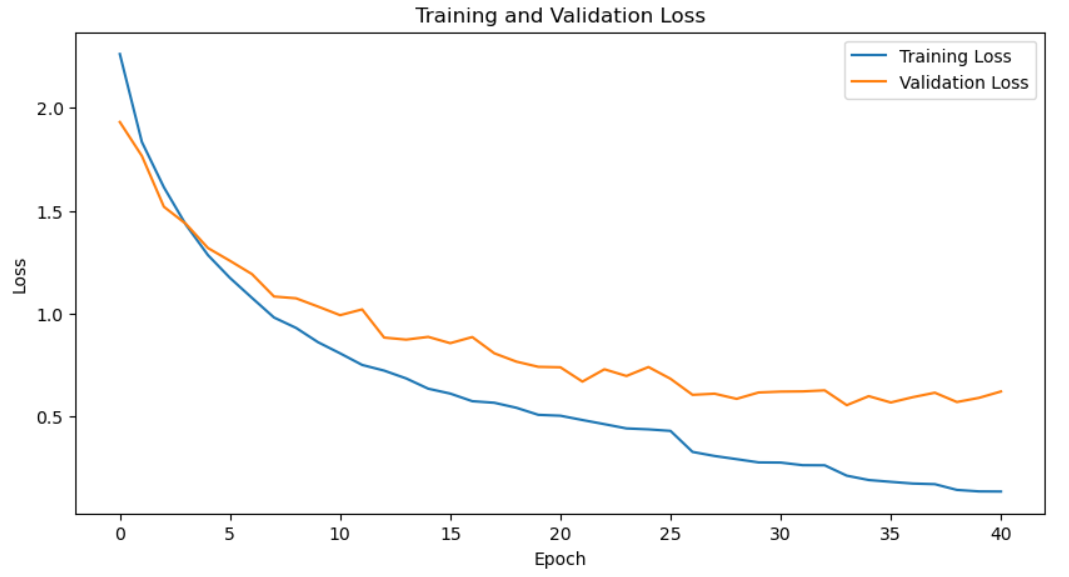 Training and Validation Loss
Training Loss
Validation Loss
Loss
2.0
1.5
1.0
0.5
0 5 10 15 20 25 30 35 40
Epoch